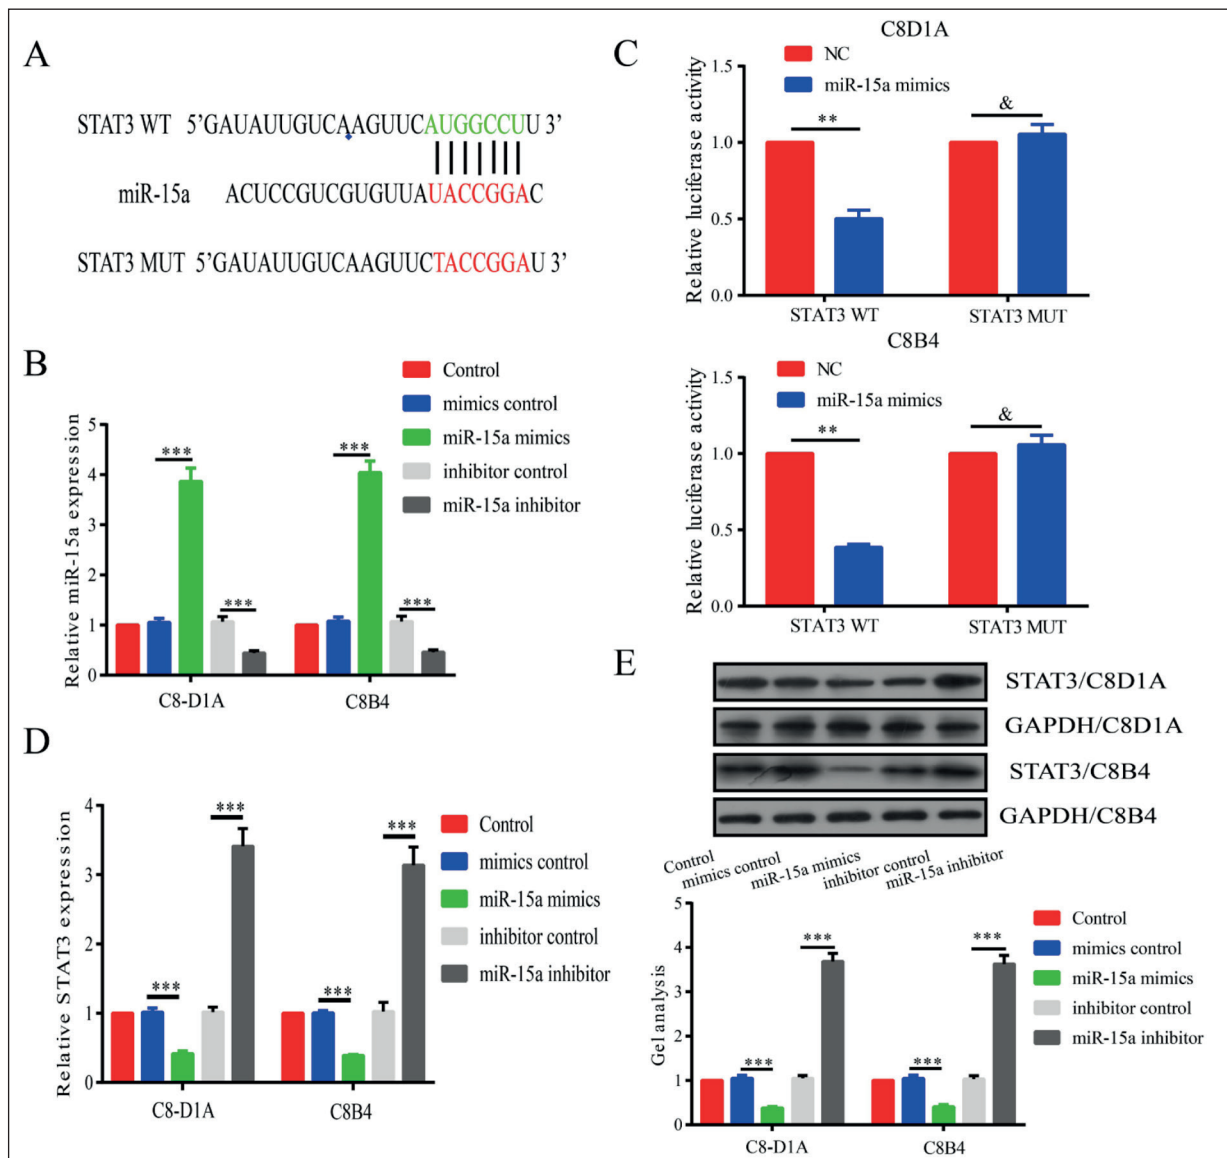 A
STAT3 WT 5'GAUAUUGUCAAGUUCAUGGCCUU 3'
miR-15a ACUCCGUCGUGUUAUACCGGAC
STAT3 MUT 5'GAUAUUGUCAAGUUCTACCGGAU 3'
B
Relative miR-15a expression
5
4
3
2
1
0
***
***
***
***
C8-D1A
C8B4
Control
mimics control
miR-15a mimics
inhibitor control
miR-15a inhibitor
C
C8D1A
NC
miR-15a mimics
Relative luciferase activity
1.5
1.0
0.5
0.0
**
&
STAT3 WT
STAT3 MUT
C8B4
NC
miR-15a mimics
Relative luciferase activity
1.5
1.0
0.5
0.0
**
&
STAT3 WT
STAT3 MUT
D
Relative STAT3 expression
4
3
2
1
0
***
***
***
***
C8-D1A
C8B4
Control
mimics control
miR-15a mimics
inhibitor control
miR-15a inhibitor
E
STAT3/C8D1A
GAPDH/C8D1A
STAT3/C8B4
GAPDH/C8B4
Control
mimics control
miR-15a mimics
inhibitor control
miR-15a inhibitor
Gel analysis
5
4
3
2
1
0
***
***
***
***
C8-D1A
C8B4
Control
mimics control
miR-15a mimics
inhibitor control
miR-15a inhibitor